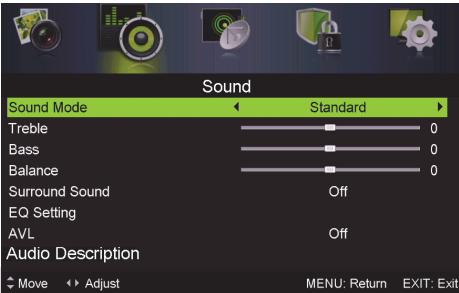 Sound
Sound Mode Standard
Treble 0
Bass 0
Balance 0
Surround Sound Off
EQ Setting
AVL Off
Audio Description
Move Adjust MENU: Return EXIT: Exit